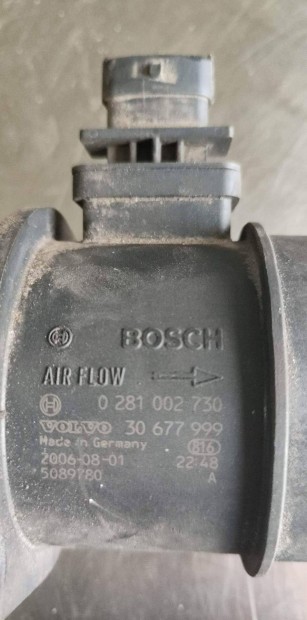 BOSCH
AIR FLOW
0 281 002 730
VOLVO 30 677 999
Made in Germany 816
2006-08-01 22:48
5089780 A